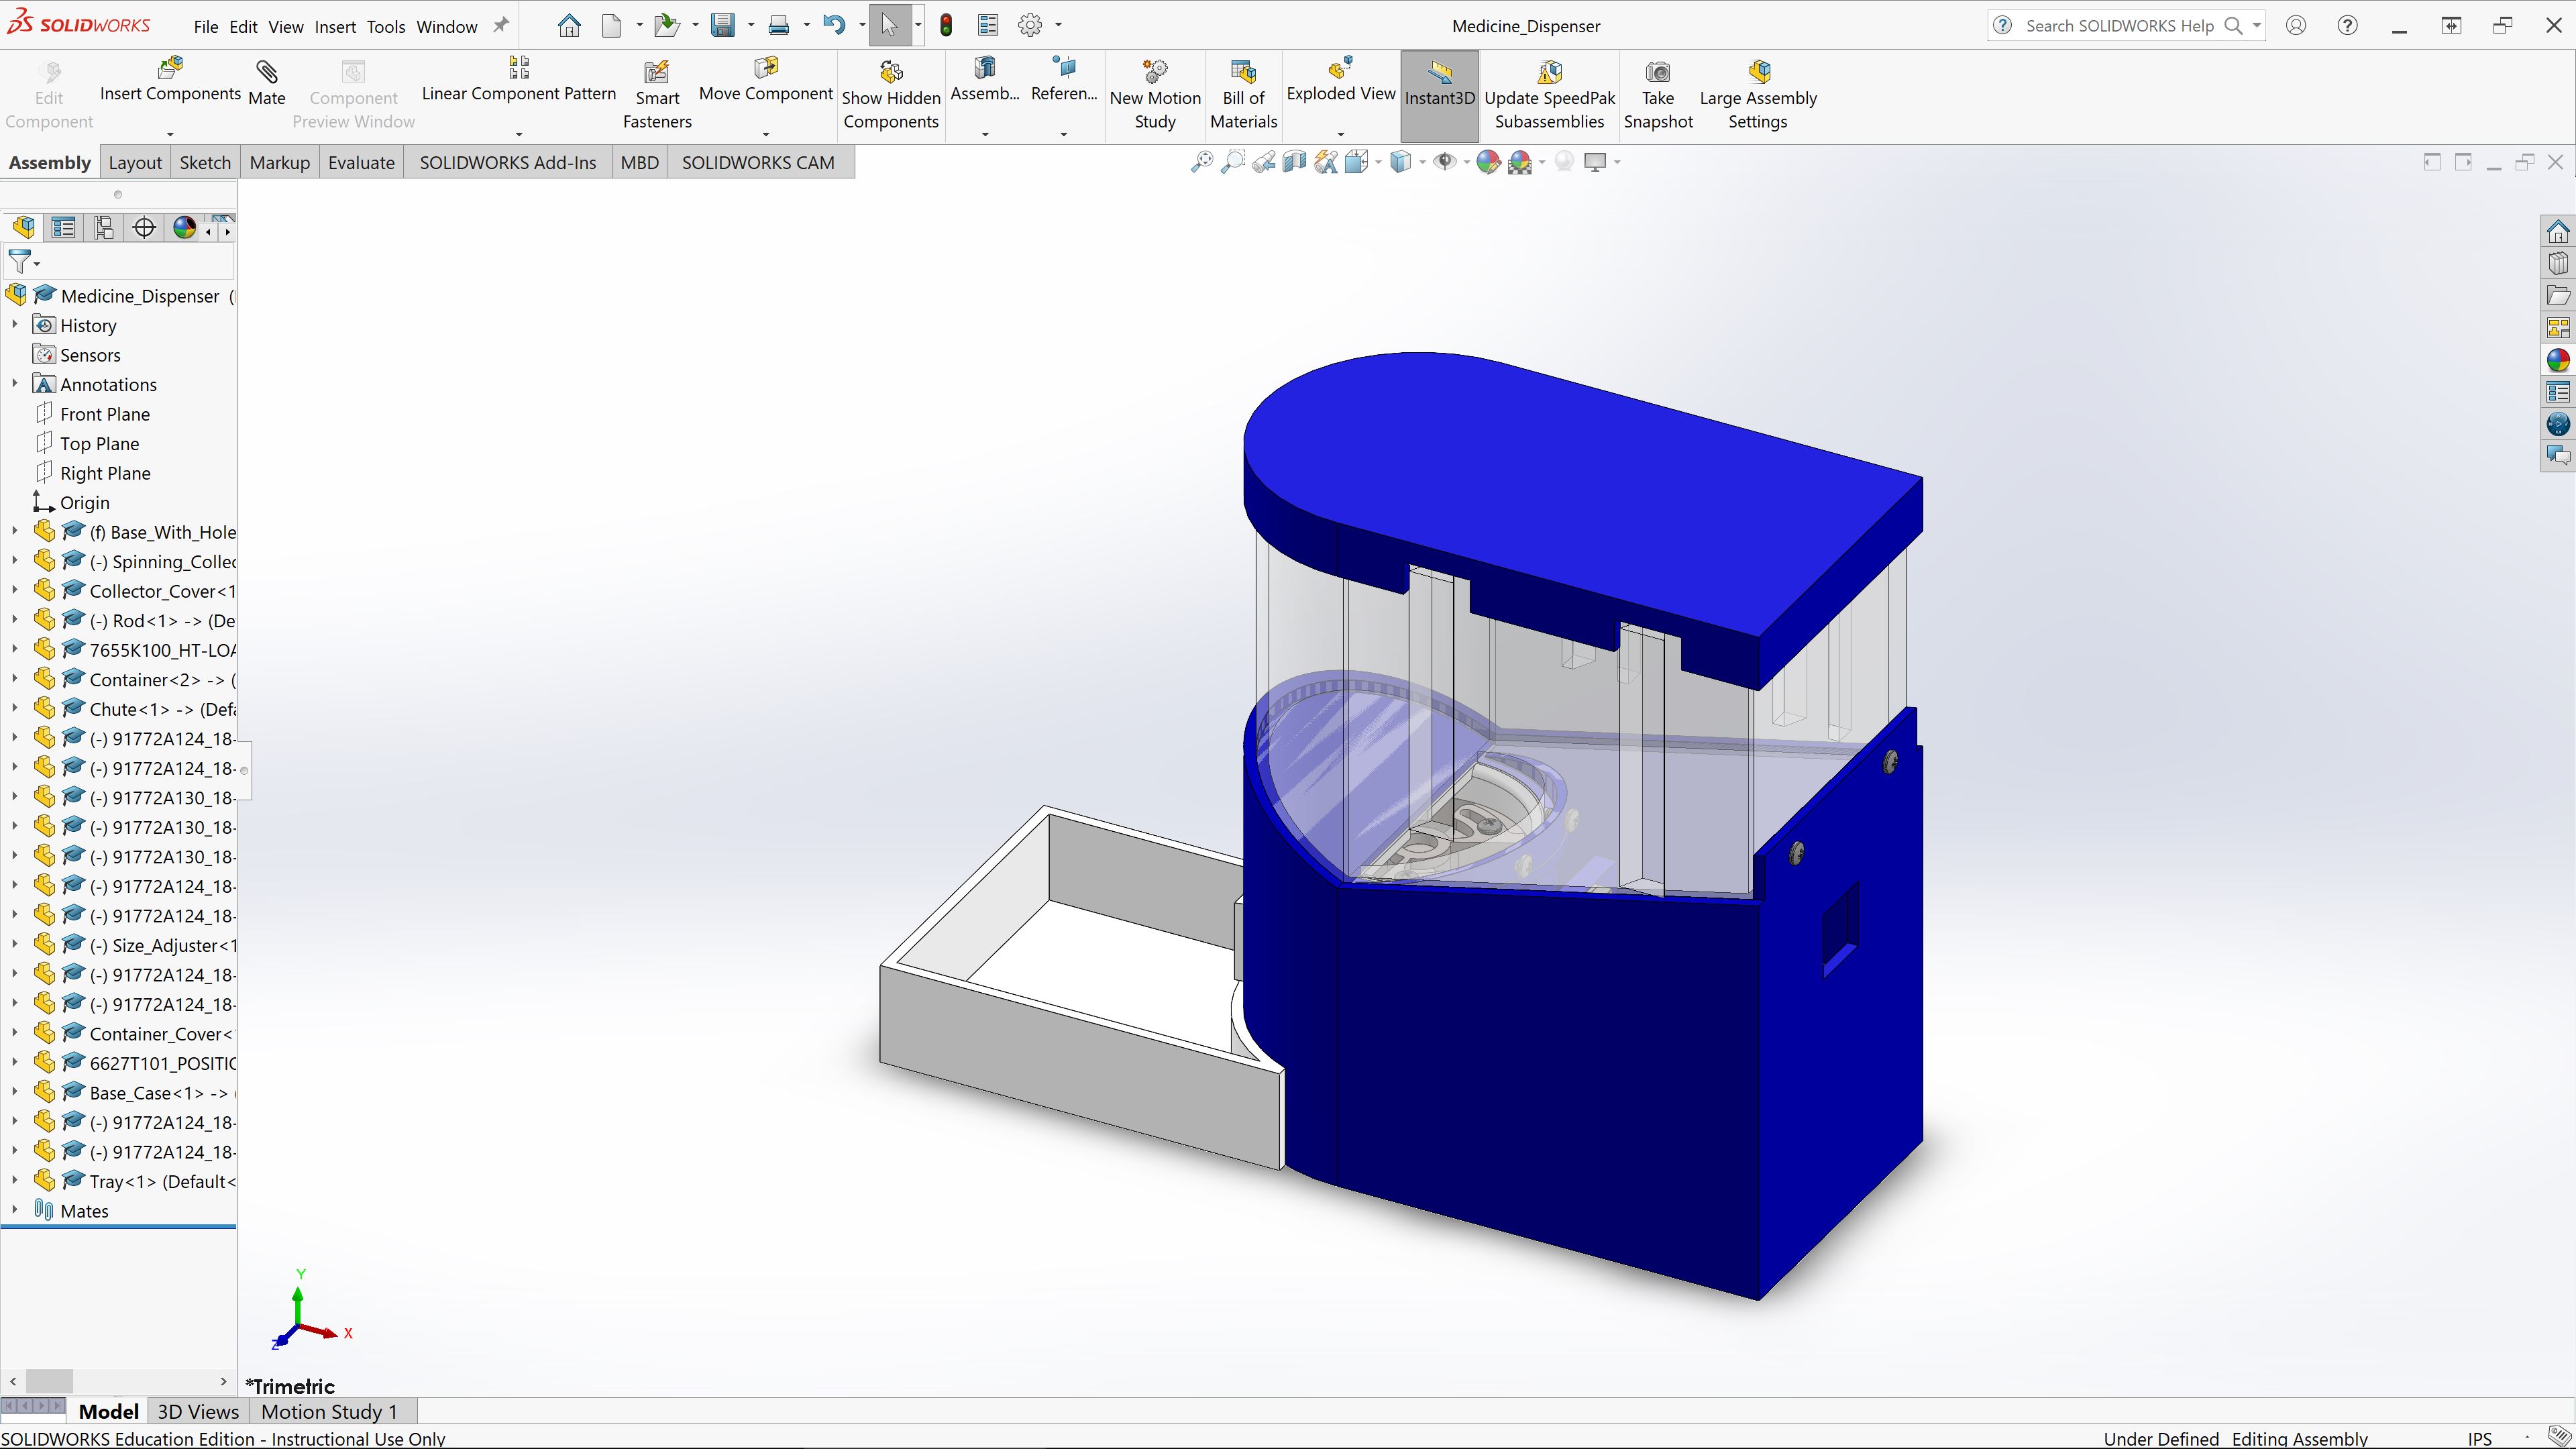 SOLIDWORKS File Edit View Insert Tools Window Medicine_Dispenser Search SOLIDWORKS Help
Edit Component
Insert Components
Mate
Component Preview Window
Linear Component Pattern
Smart Fasteners
Move Component
Show Hidden Components
Assemb...
Referen...
New Motion Study
Bill of Materials
Exploded View
Instant3D
Update SpeedPak Subassemblies
Take Snapshot
Large Assembly Settings
Assembly Layout Sketch Markup Evaluate SOLIDWORKS Add-Ins MBD SOLIDWORKS CAM
Medicine_Dispenser (
History
Sensors
Annotations
Front Plane
Top Plane
Right Plane
Origin
(f) Base_With_Hole
(-) Spinning_Collec
Collector_Cover<1
(-) Rod<1> -> (De
7655K100_HT-LOA
Container<2> -> (
Chute<1> -> (Defa
(-) 91772A124_18-
(-) 91772A124_18-
(-) 91772A130_18-
(-) 91772A130_18-
(-) 91772A130_18-
(-) 91772A124_18-
(-) 91772A124_18-
(-) Size_Adjuster<1
(-) 91772A124_18-
(-) 91772A124_18-
Container_Cover<
6627T101_POSITIO
Base_Case<1> -> (
(-) 91772A124_18-
(-) 91772A124_18-
Tray<1> (Default<
Mates
Y
X
Z
*Trimetric
Model 3D Views Motion Study 1
SOLIDWORKS Education Edition - Instructional Use Only Under Defined Editing Assembly IPS